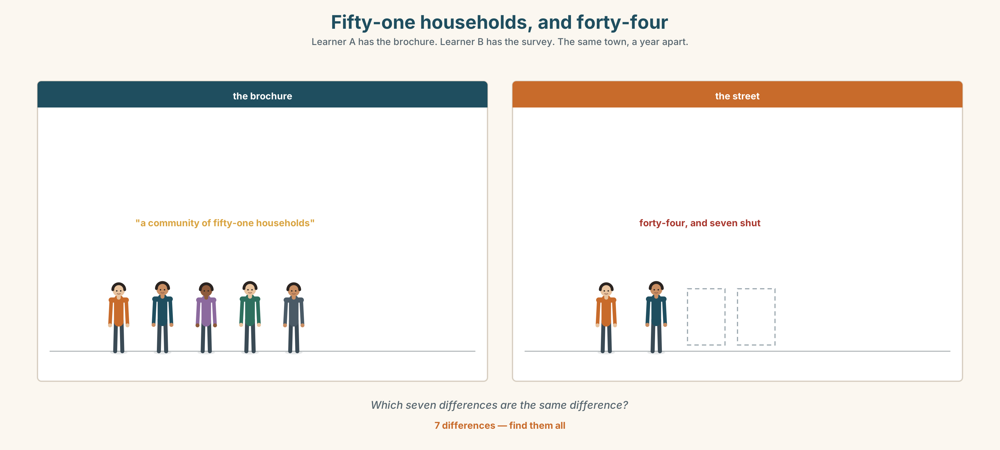 Fifty-one households, and forty-four
Learner A has the brochure. Learner B has the survey. The same town, a year apart.
the brochure
"a community of fifty-one households"
the street
forty-four, and seven shut
Which seven differences are the same difference?
7 differences — find them all